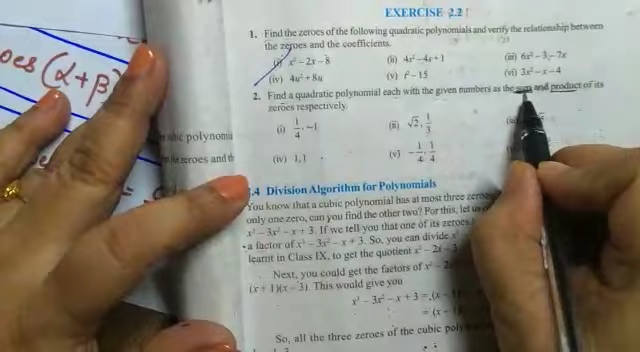 EXERCISE 2.2
1. Find the zeroes of the following quadratic polynomials and verify the relationship between
the zeroes and the coefficients.
(i) x² – 2x – 8 (ii) 4s² – 4s + 1 (iii) 6x² – 3 – 7x
(iv) 4u² + 8u (v) t² – 15 (vi) 3x² – x – 4
2. Find a quadratic polynomial each with the given numbers as the sum and product of its
zeroes respectively.
(i) 1/4, –1 (ii) √2, 1/3
(iv) 1, 1 (v) –1/4, 1/4
oes (α+β)
polynomia
zeroes and th
.4 Division Algorithm for Polynomials
You know that a cubic polynomial has at most three zeroes
only one zero, can you find the other two? For this, let us
x³ – 3x² – x + 3. If we tell you that one of its zeroes
a factor of x³ – 3x² – x + 3. So, you can divide x³
learnt in Class IX, to get the quotient x² – 2x – 3
Next, you could get the factors of x² – 2x
(x + 1)(x – 3). This would give you
x³ – 3x² – x + 3 = (x –
= (x –
So, all the three zeroes of the cubic poly